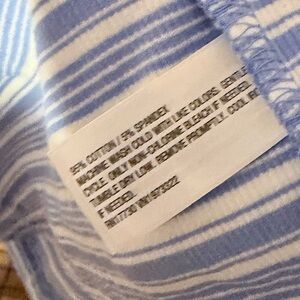 95% COTTON / 5% SPANDEX
MACHINE WASH COLD WITH LIKE COLORS. GENTLE
CYCLE. ONLY NON-CHLORINE BLEACH IF NEEDED.
TUMBLE DRY LOW. REMOVE PROMPTLY. COOL
IF NEEDED.